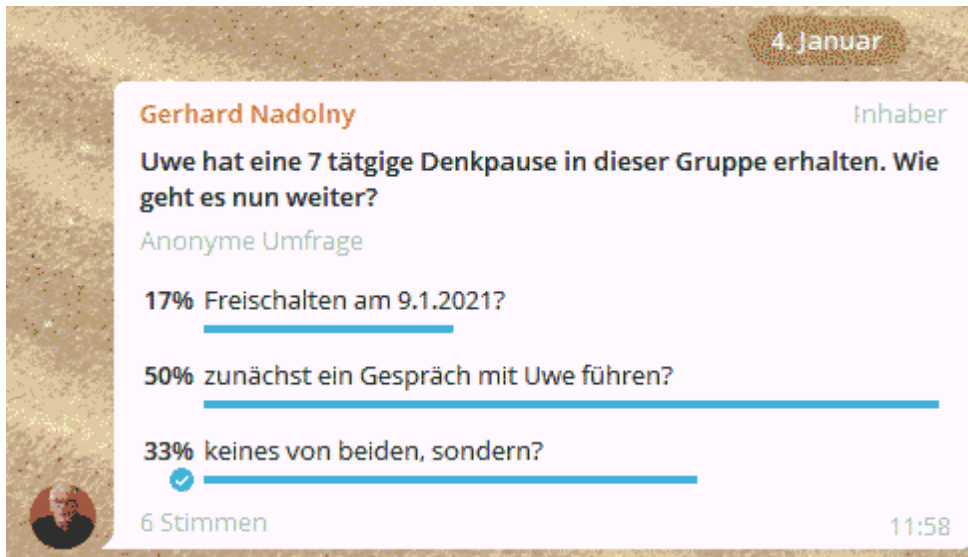 4. Januar
Gerhard Nadolny Inhaber
Uwe hat eine 7 tätgige Denkpause in dieser Gruppe erhalten. Wie
geht es nun weiter?
Anonyme Umfrage
17% Freischalten am 9.1.2021?
50% zunächst ein Gespräch mit Uwe führen?
33% keines von beiden, sondern?
6 Stimmen 11:58